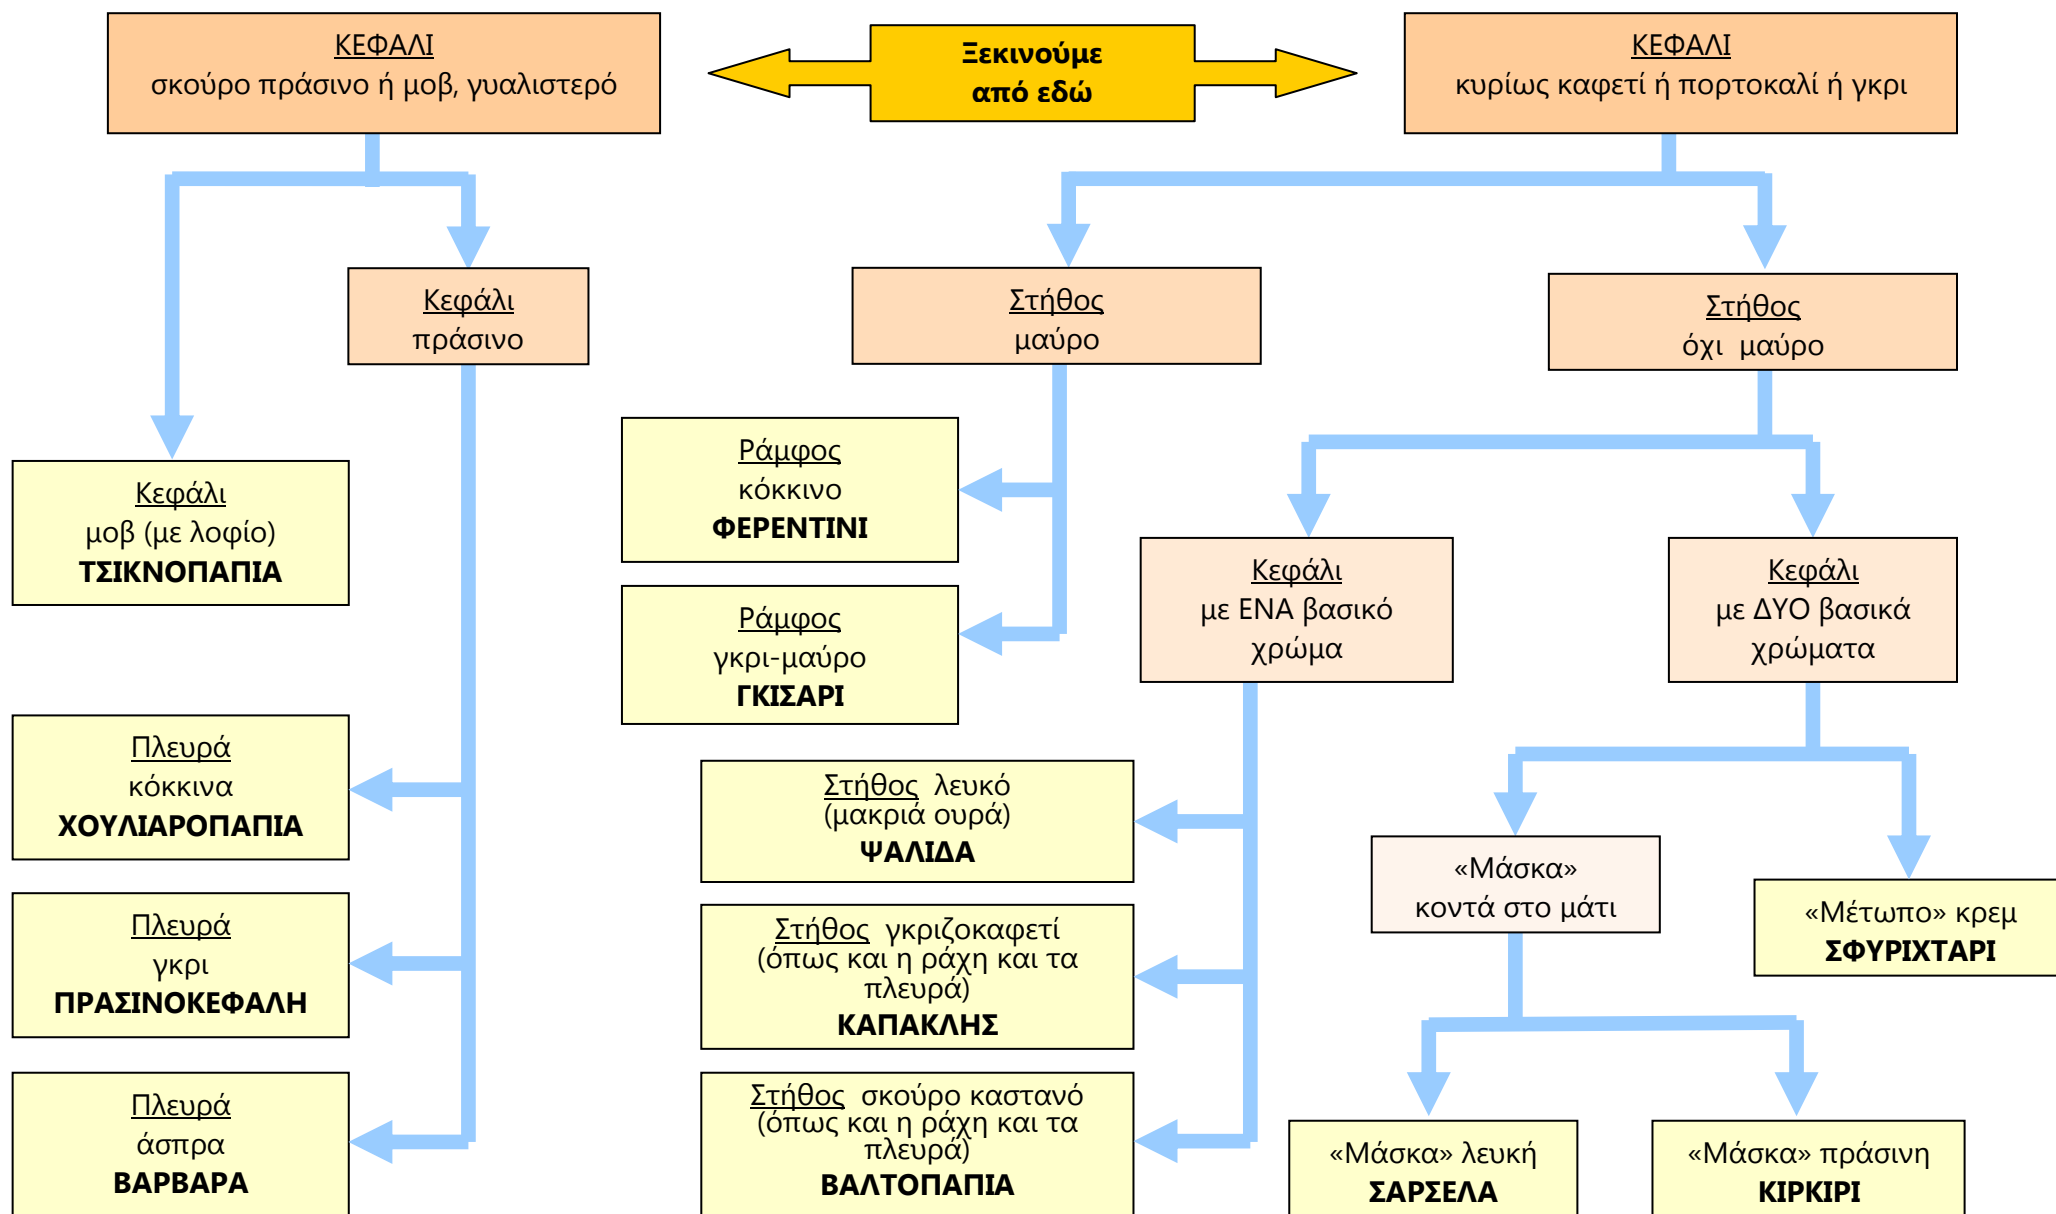 ΚΕΦΑΛΙ
σκούρο πράσινο ή μοβ, γυαλιστερό
Ξεκινούμε
από εδώ
ΚΕΦΑΛΙ
κυρίως καφετί ή πορτοκαλί ή γκρι
Κεφάλι
πράσινο
Στήθος
μαύρο
Στήθος
όχι μαύρο
Κεφάλι
μοβ (με λοφίο)
ΤΣΙΚΝΟΠΑΠΙΑ
Ράμφος
κόκκινο
ΦΕΡΕΝΤΙΝΙ
Ράμφος
γκρι-μαύρο
ΓΚΙΣΑΡΙ
Κεφάλι
με ΕΝΑ βασικό
χρώμα
Κεφάλι
με ΔΥΟ βασικά
χρώματα
Πλευρά
κόκκινα
ΧΟΥΛΙΑΡΟΠΑΠΙΑ
Πλευρά
γκρι
ΠΡΑΣΙΝΟΚΕΦΑΛΗ
Πλευρά
άσπρα
ΒΑΡΒΑΡΑ
Στήθος λευκό
(μακριά ουρά)
ΨΑΛΙΔΑ
Στήθος γκριζοκαφετί
(όπως και η ράχη και τα
πλευρά)
ΚΑΠΑΚΛΗΣ
Στήθος σκούρο καστανό
(όπως και η ράχη και τα
πλευρά)
ΒΑΛΤΟΠΑΠΙΑ
«Μάσκα»
κοντά στο μάτι
«Μέτωπο» κρεμ
ΣΦΥΡΙΧΤΑΡΙ
«Μάσκα» λευκή
ΣΑΡΣΕΛΑ
«Μάσκα» πράσινη
ΚΙΡΚΙΡΙ